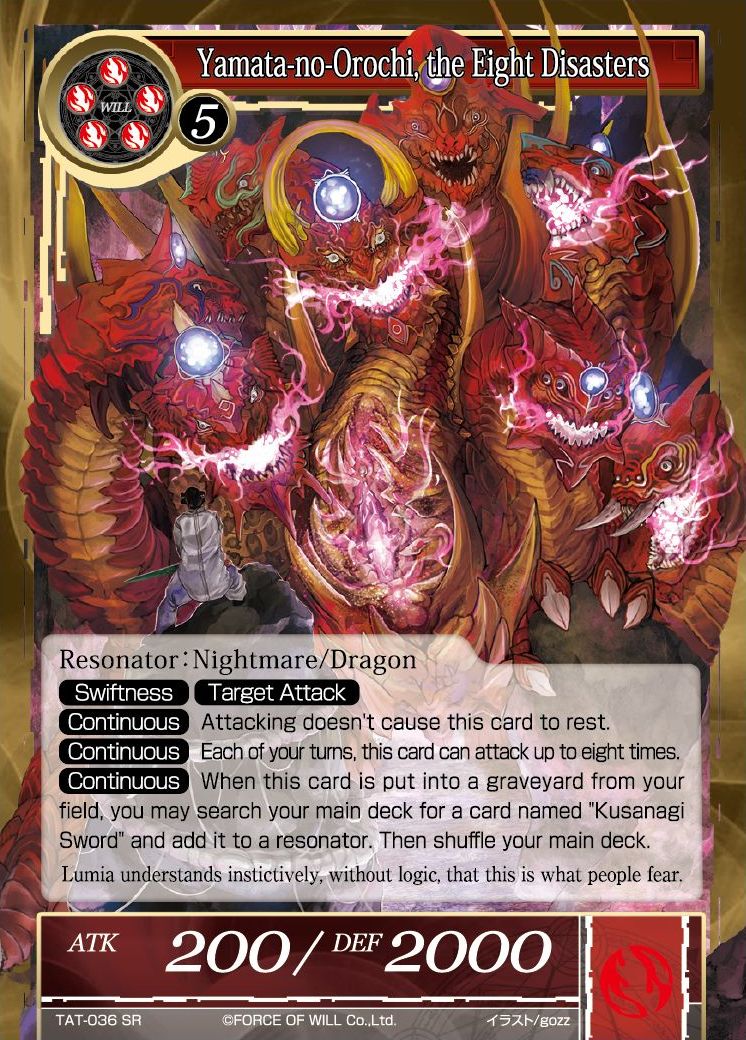 Yamata-no-Orochi, the Eight Disasters
WILL
5
Resonator:Nightmare/Dragon
Swiftness Target Attack
Continuous Attacking doesn't cause this card to rest.
Continuous Each of your turns, this card can attack up to eight times.
Continuous When this card is put into a graveyard from your
field, you may search your main deck for a card named "Kusanagi
Sword" and add it to a resonator. Then shuffle your main deck.
Lumia understands instictively, without logic, that this is what people fear.
ATK 200/ DEF 2000
TAT-036 SR ©FORCE OF WILL Co.,Ltd. イラスト/gozz